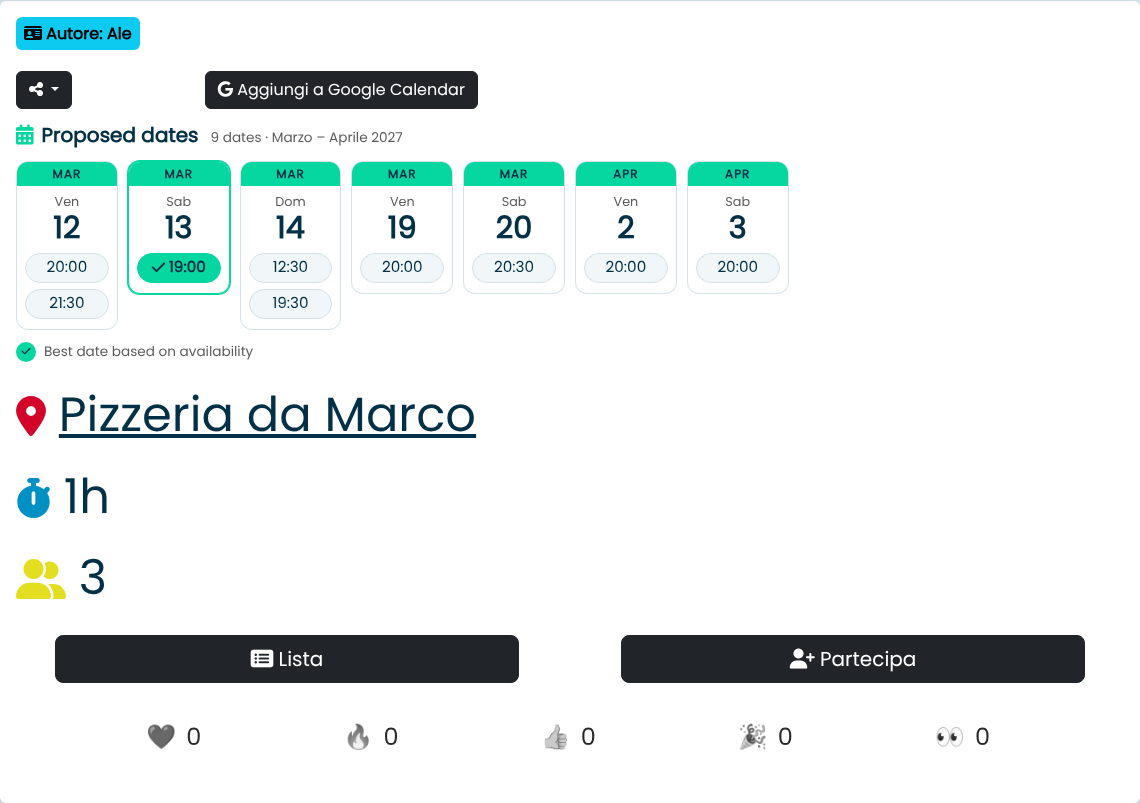 Autore: Ale
Aggiungi a Google Calendar
Proposed dates 9 dates · Marzo – Aprile 2027
MAR MAR MAR MAR MAR APR APR
Ven Sab Dom Ven Sab Ven Sab
12 13 14 19 20 2 3
20:00 19:00 12:30 20:00 20:30 20:00 20:00
21:30 19:30
Best date based on availability
Pizzeria da Marco
1h
3
Lista Partecipa
0 0 0 0 0